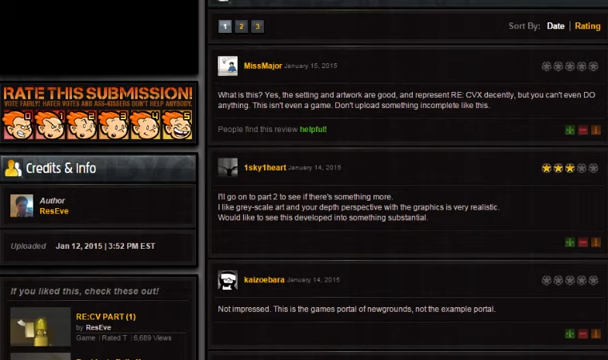 1 2 3 Sort By: Date | Rating
MissMajor January 15, 2015
What is this? Yes, the setting and artwork are good, and represent RE: CVX decently, but you can't even DO
anything. This isn't even a game. Don't upload something incomplete like this.
People find this review helpful!
RATE THIS SUBMISSION!
VOTE FAIRLY! HATER VOTES AND ASS-KISSERS DON'T HELP ANYBODY.
0 1 2 3 4 5
Credits & Info
Author
ResEve
Uploaded Jan 12, 2015 | 3:52 PM EST
1sky1heart January 14, 2015
I'll go on to part 2 to see if there's something more.
I like grey-scale art and your depth perspective with the graphics is very realistic.
Would like to see this developed into something substantial.
kaizoebara January 14, 2015
Not impressed. This is the games portal of newgrounds, not the example portal.
If you liked this, check these out!
RE:CV PART (1)
by ResEve
Game | Rated T | 6,689 Views